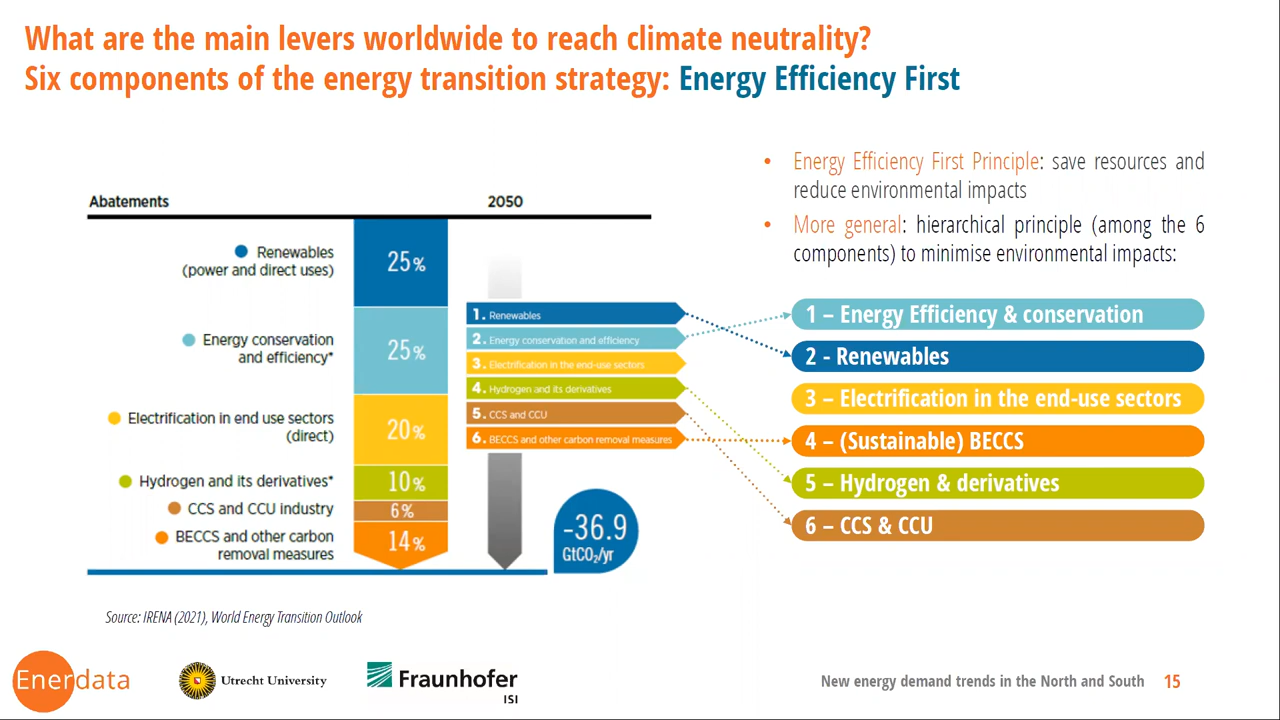 What are the main levers worldwide to reach climate neutrality?
Six components of the energy transition strategy: Energy Efficiency First
Abatements
2050
Renewables
(power and direct uses)
25%
Energy conservation
and efficiency*
25%
Electrification in end use sectors
(direct)
20%
Hydrogen and its derivatives*
10%
CCS and CCU industry
6%
BECCS and other carbon
removal measures
14%
1. Renewables
2. Energy conservation and efficiency
3. Electrification in the end-use sectors
4. Hydrogen and its derivatives
5. CCS and CCU
6. BECCS and other carbon removal measures
-36.9
GtCO₂/yr
Source: IRENA (2021), World Energy Transition Outlook
• Energy Efficiency First Principle: save resources and
reduce environmental impacts
• More general: hierarchical principle (among the 6
components) to minimise environmental impacts:
1 – Energy Efficiency & conservation
2 - Renewables
3 – Electrification in the end-use sectors
4 – (Sustainable) BECCS
5 – Hydrogen & derivatives
6 – CCS & CCU
Enerdata
Utrecht University
Fraunhofer
ISI
New energy demand trends in the North and South 15